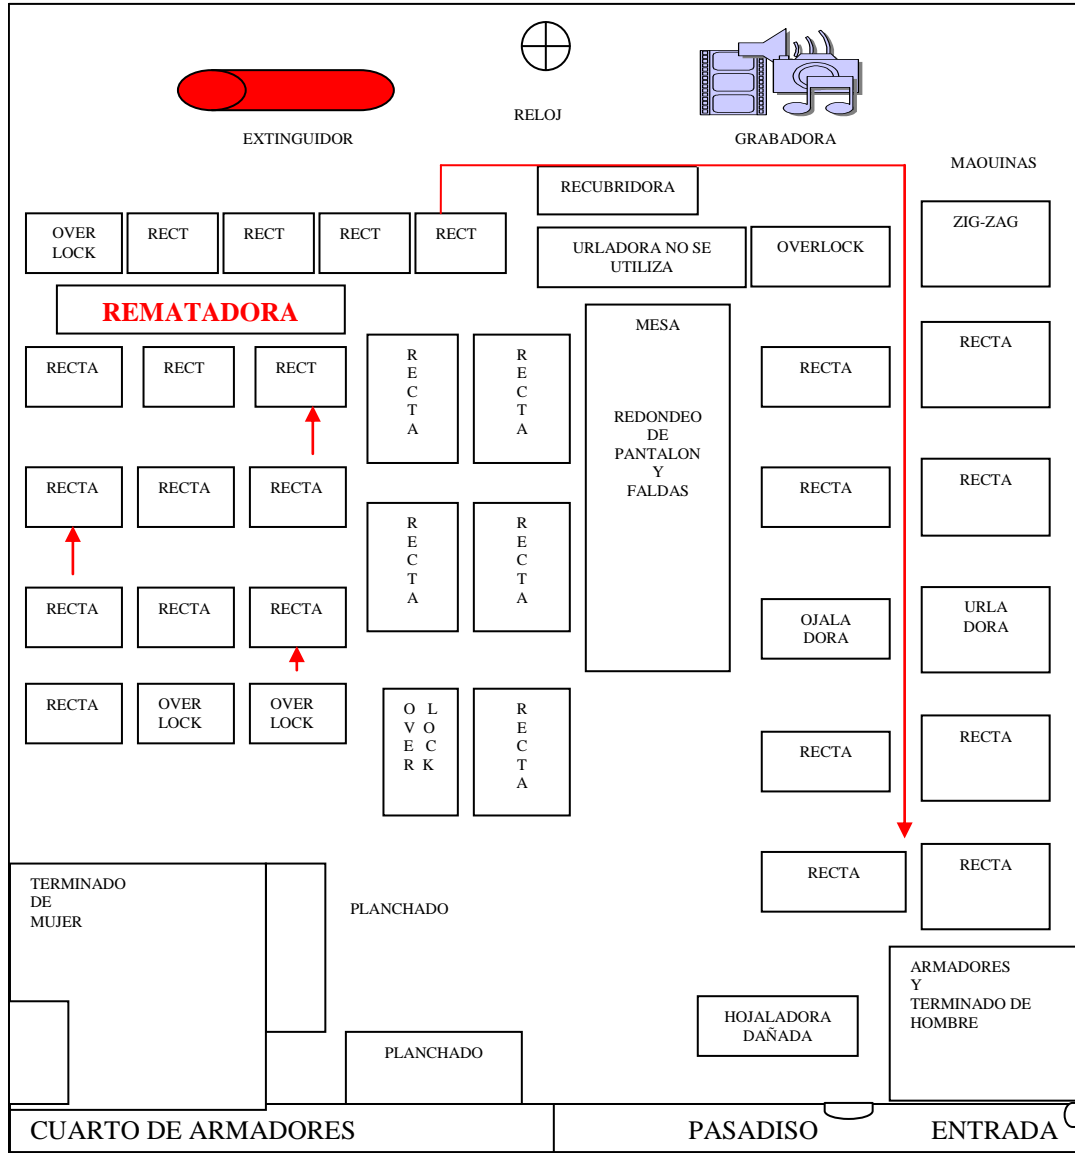 RELOJ
EXTINGUIDOR
GRABADORA
MAQUINAS
RECUBRIDORA
OVER
LOCK
RECT
RECT
RECT
RECT
URLADORA NO SE
UTILIZA
OVERLOCK
ZIG-ZAG
REMATADORA
RECTA
RECT
RECT
R
E
C
T
A
R
E
C
T
A
MESA
REDONDEO
DE
PANTALON
Y
FALDAS
RECTA
RECTA
RECTA
RECTA
RECTA
R
E
C
T
A
R
E
C
T
A
RECTA
RECTA
RECTA
RECTA
RECTA
OJALA
DORA
URLA
DORA
RECTA
OVER
LOCK
OVER
LOCK
O L
V O
E C
R K
R
E
C
T
A
RECTA
RECTA
RECTA
RECTA
TERMINADO
DE
MUJER
PLANCHADO
PLANCHADO
HOJALADORA
DAÑADA
ARMADORES
Y
TERMINADO DE
HOMBRE
CUARTO DE ARMADORES
PASADISO
ENTRADA